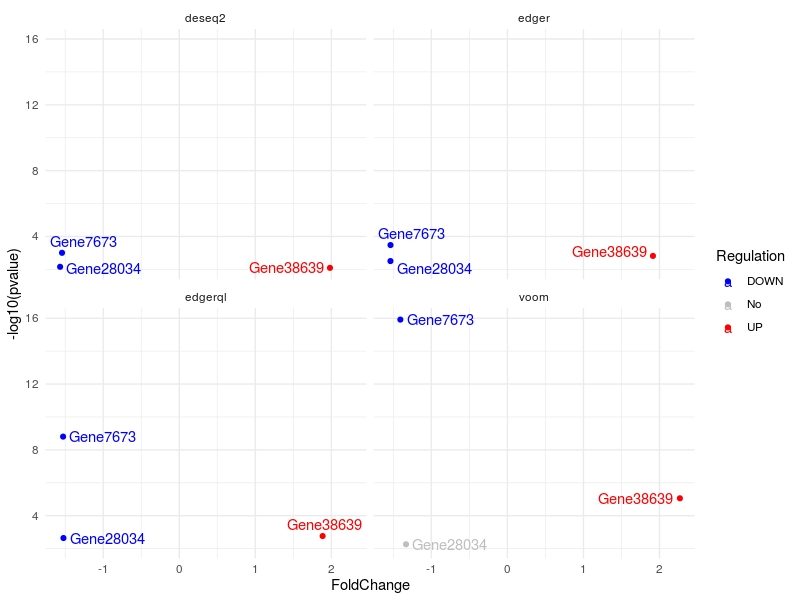 deseq2
edger
16
12
8
4
Gene7673
Gene28034
Gene38639
Gene7673
Gene28034
Gene38639
-log10(pvalue)
Regulation
a DOWN
a No
a UP
edgerql
voom
16
12
8
4
Gene7673
Gene28034
Gene38639
Gene7673
Gene28034
Gene38639
-1 0 1 2
-1 0 1 2
FoldChange